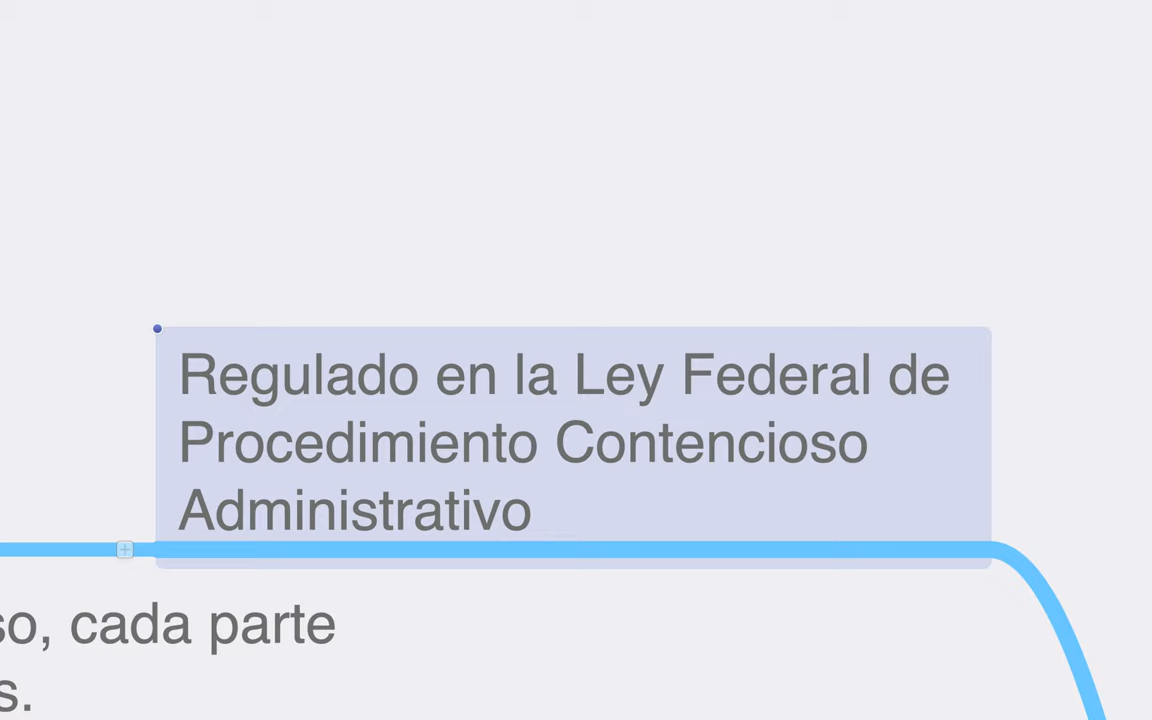 Regulado en la Ley Federal de
Procedimiento Contencioso
Administrativo
so, cada parte
s.